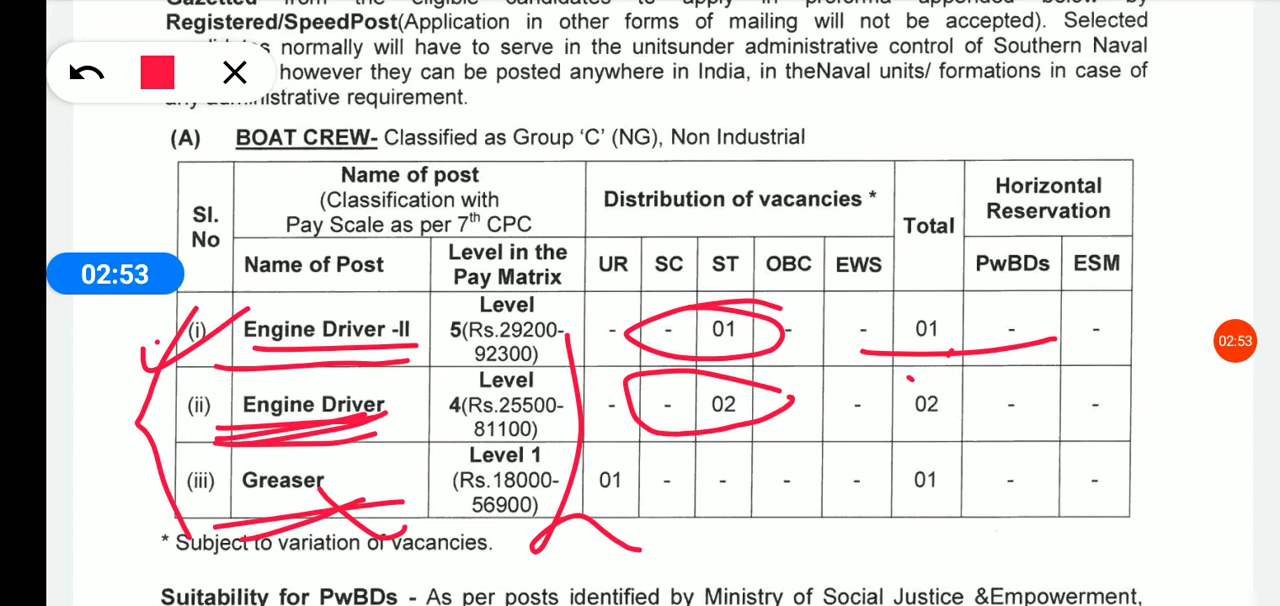 Registered/SpeedPost(Application in other forms of mailing will not be accepted). Selected
normally will have to serve in the unitsunder administrative control of Southern Naval
however they can be posted anywhere in India, in theNaval units/ formations in case of
requirement.
(A) BOAT CREW- Classified as Group 'C' (NG), Non Industrial
Sl. No
Name of post
(Classification with
Pay Scale as per 7th CPC
Distribution of vacancies *
Total
Horizontal
Reservation
Name of Post
Level in the
Pay Matrix
UR SC ST OBC EWS PwBDs ESM
02:53
(i) Engine Driver -II Level 5(Rs.29200-92300) - - 01 - - 01 - -
02:53
(ii) Engine Driver Level 4(Rs.25500-81100) - - 02 - - 02 - -
(iii) Greaser Level 1 (Rs.18000-56900) 01 - - - - 01 - -
* Subject to variation of vacancies.
Suitability for PwBDs - As per posts identified by Ministry of Social Justice &Empowerment,